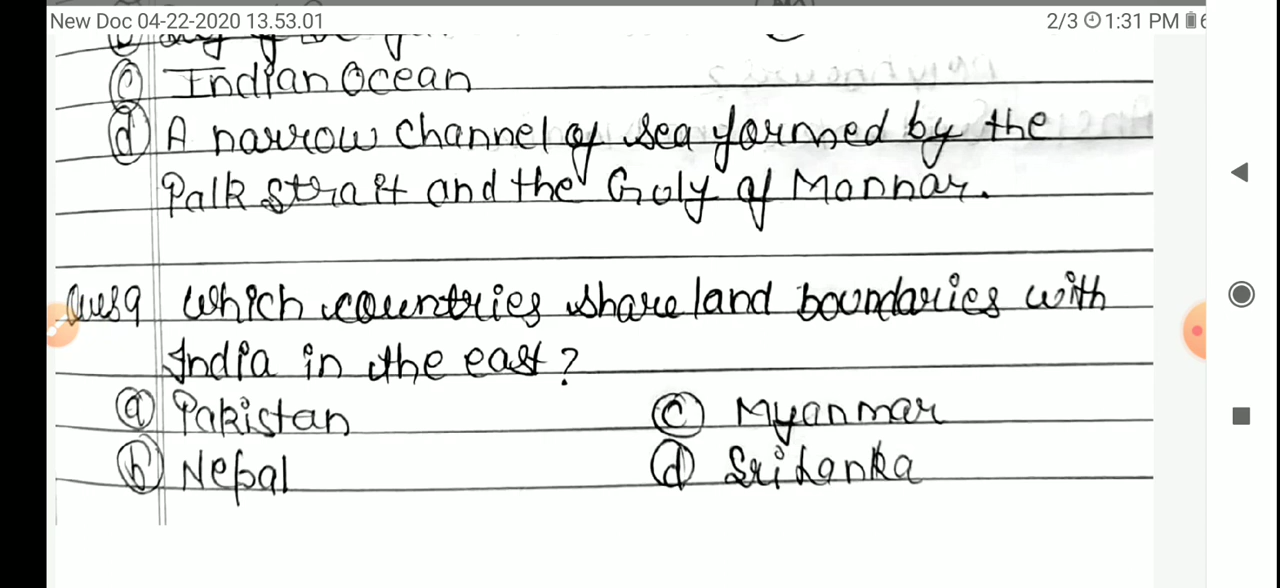 New Doc 04-22-2020 13.53.01
2/3 1:31 PM
(c) Indian Ocean
(d) A narrow channel of sea formed by the
Palk strait and the Gulf of Mannar.
Ques9 Which countries share land boundaries with
India in the east?
(a) Pakistan (c) Myanmar
(b) Nepal (d) Sri Lanka